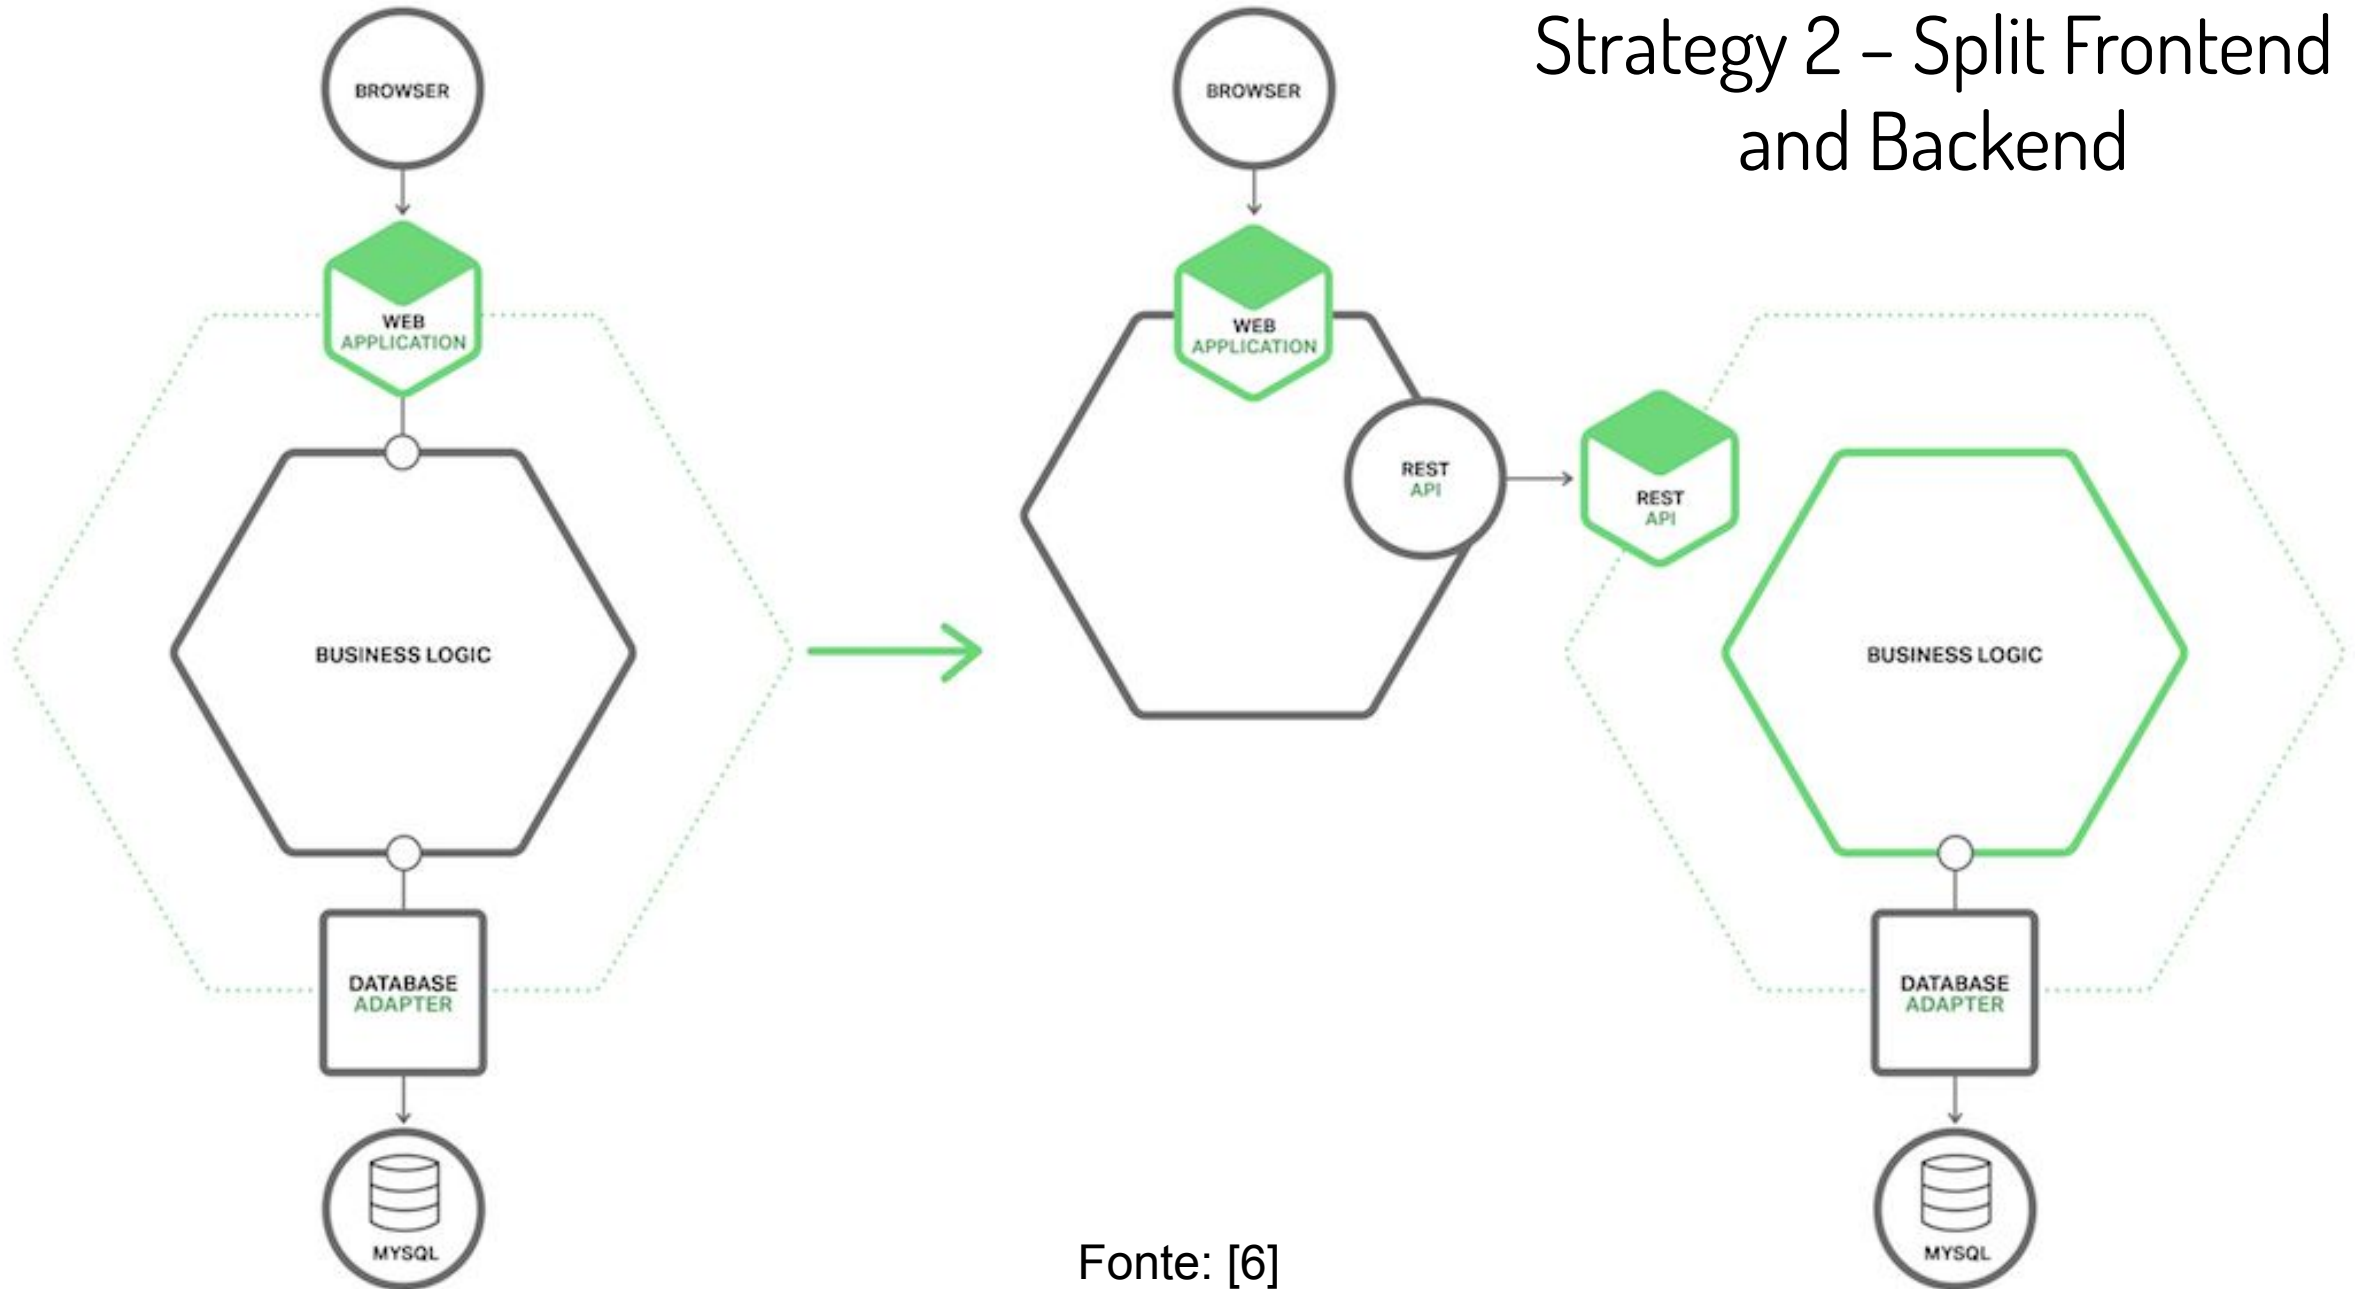 Strategy 2 – Split Frontend
and Backend
BROWSER
WEB
APPLICATION
BUSINESS LOGIC
DATABASE
ADAPTER
MYSQL
BROWSER
WEB
APPLICATION
REST
API
REST
API
BUSINESS LOGIC
DATABASE
ADAPTER
MYSQL
Fonte: [6]